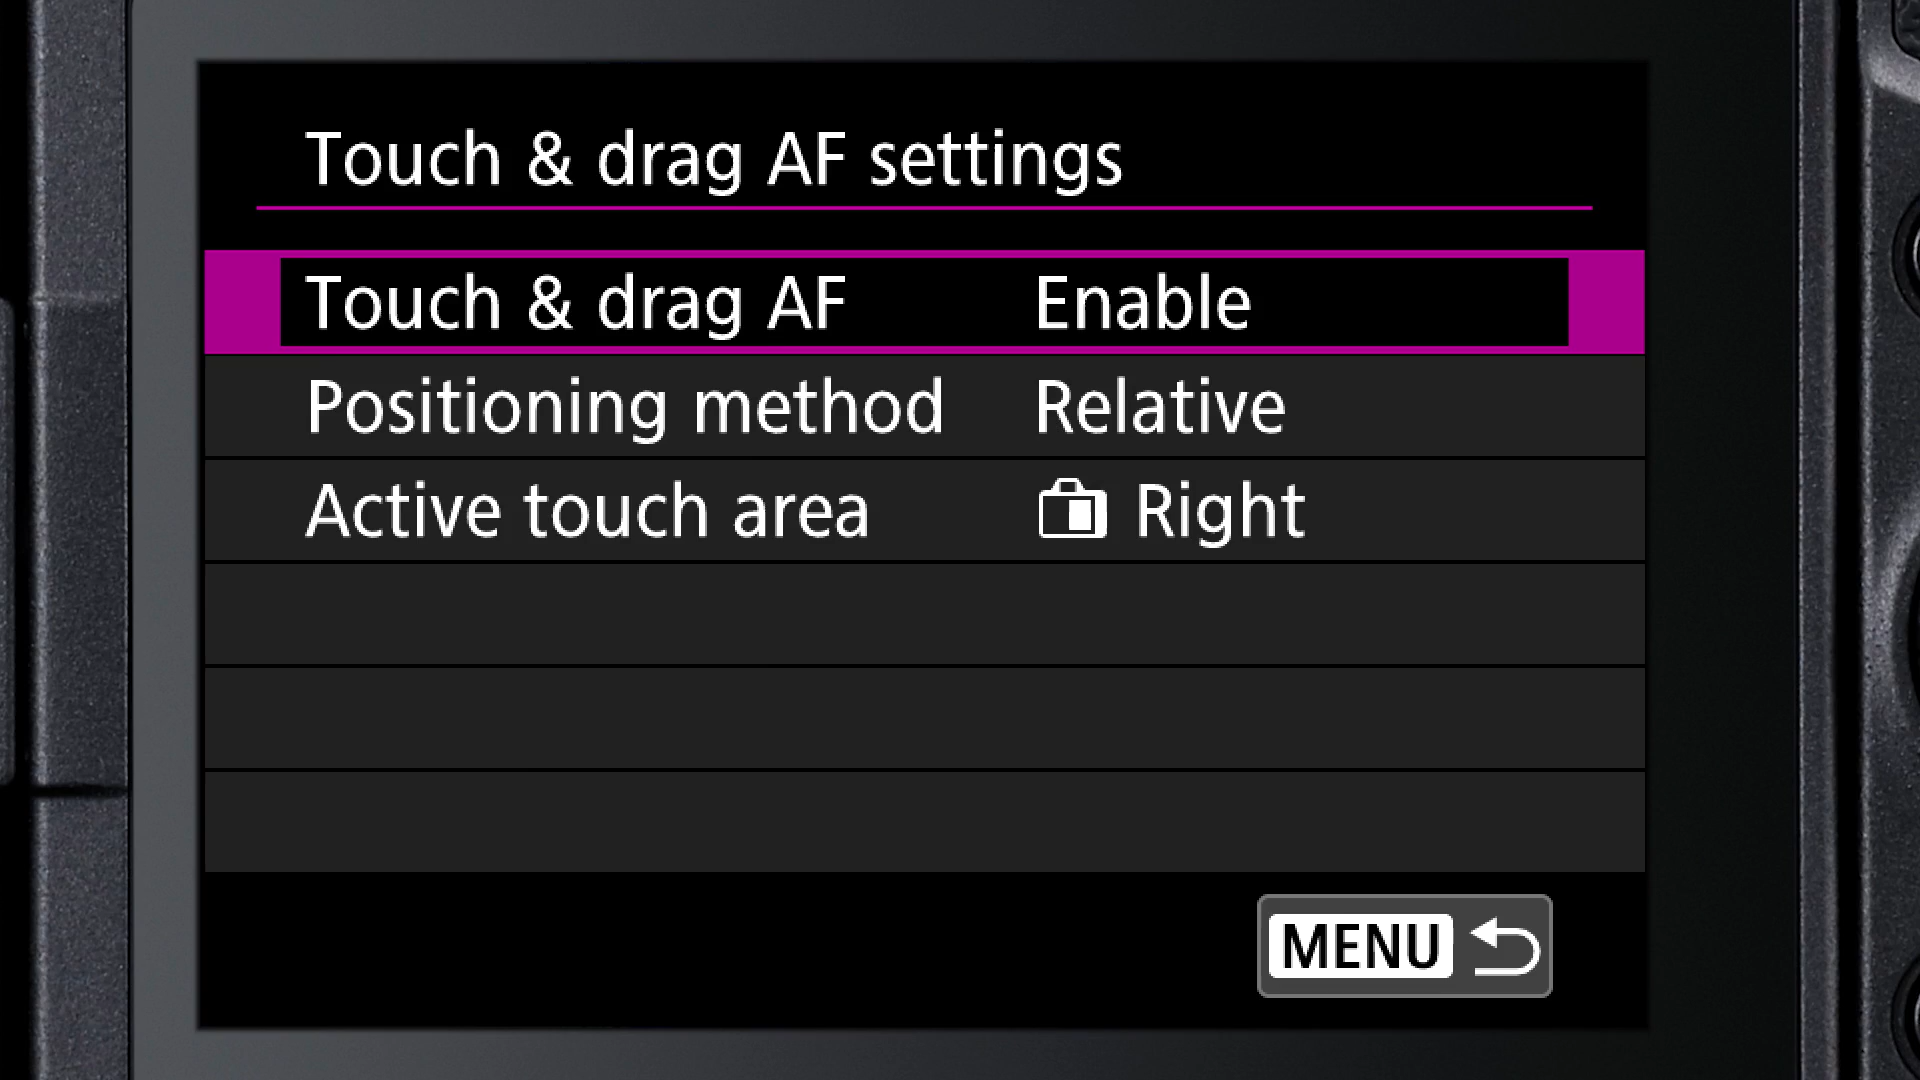 Touch & drag AF settings
Touch & drag AF Enable
Positioning method Relative
Active touch area Right
MENU